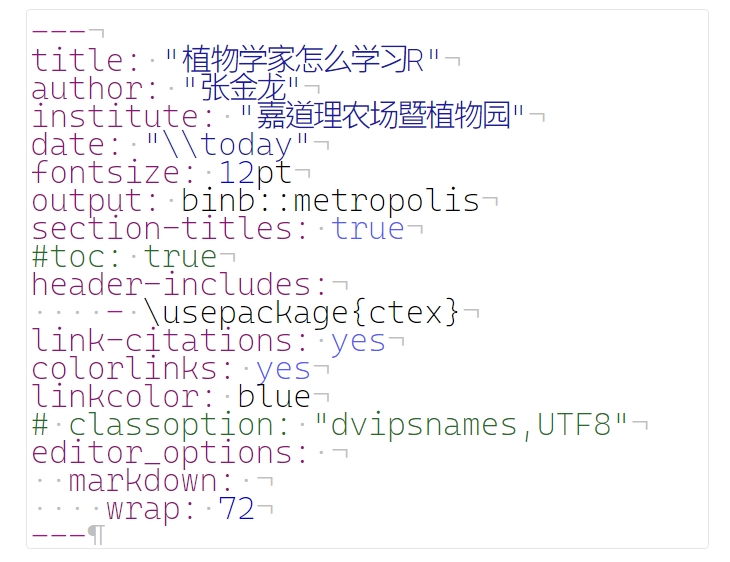 ---
title: "植物学家怎么学习R"
author: "张金龙"
institute: "嘉道理农场暨植物园"
date: "\\today"
fontsize: 12pt
output: binb::metropolis
section-titles: true
#toc: true
header-includes:
    - \usepackage{ctex}
link-citations: yes
colorlinks: yes
linkcolor: blue
# classoption: "dvipsnames,UTF8"
editor_options: 
  markdown: 
    wrap: 72
---